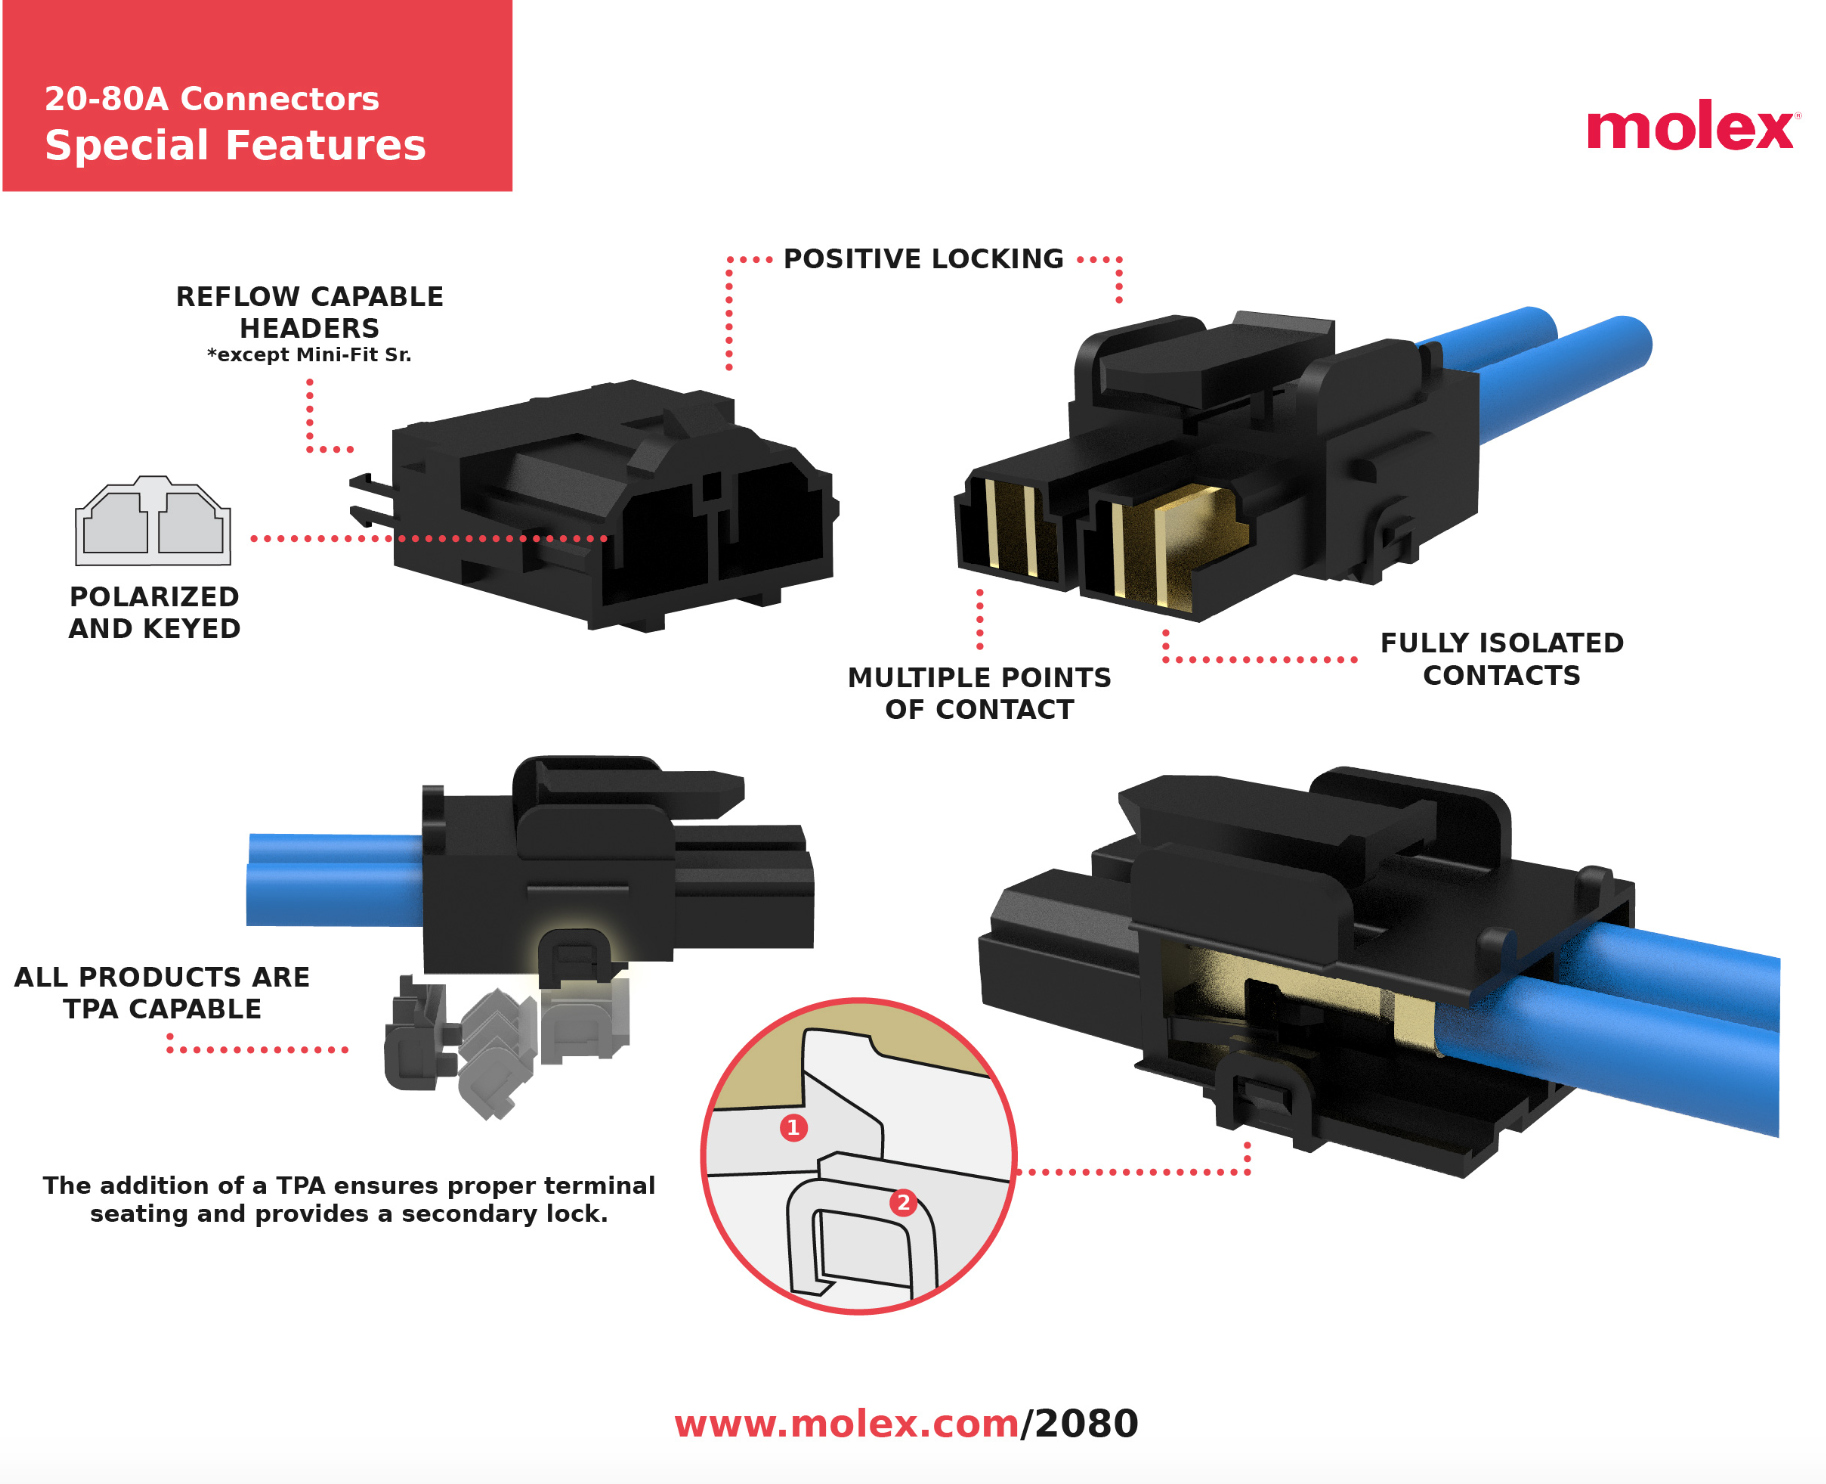 20-80A Connectors
Special Features
molex®
POSITIVE LOCKING
REFLOW CAPABLE
HEADERS
*except Mini-Fit Sr.
POLARIZED
AND KEYED
MULTIPLE POINTS
OF CONTACT
FULLY ISOLATED
CONTACTS
ALL PRODUCTS ARE
TPA CAPABLE
The addition of a TPA ensures proper terminal
seating and provides a secondary lock.
1
2
www.molex.com/2080